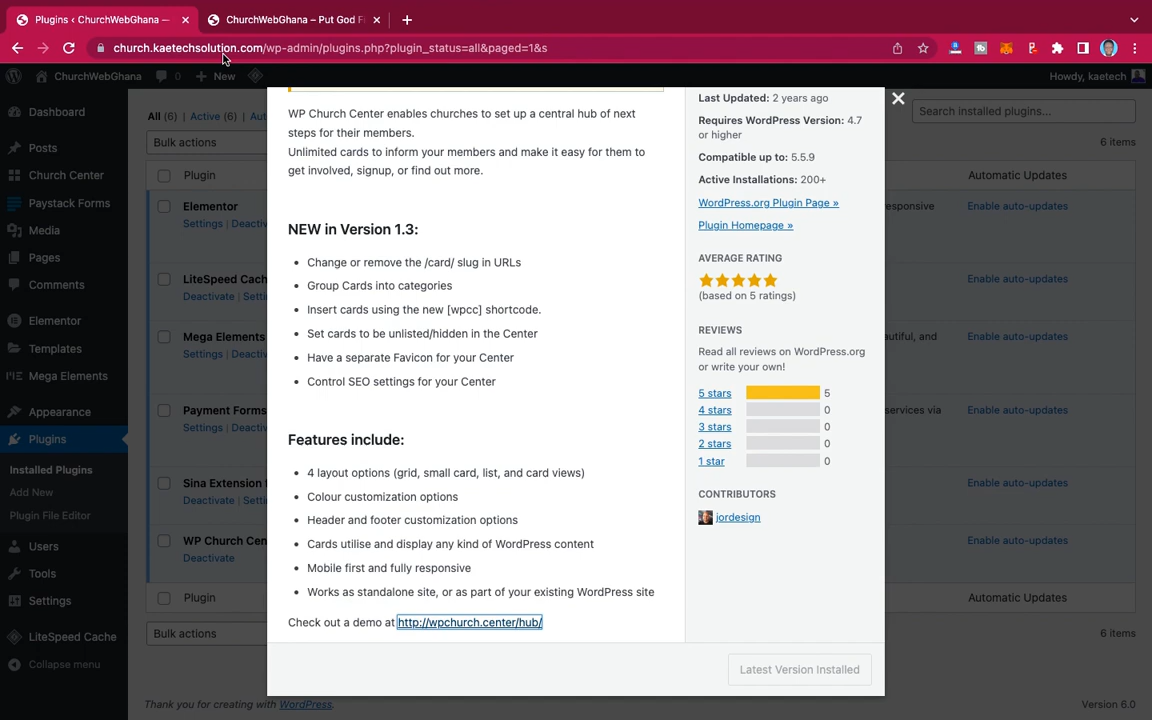 Plugins ‹ ChurchWebGhana —
ChurchWebGhana – Put God Fi
church.kaetechsolution.com/wp-admin/plugins.php?plugin_status=all&paged=1&s
ChurchWebGhana
0
New
Howdy, kaetech
Dashboard
Posts
Church Center
Paystack Forms
Media
Pages
Comments
Elementor
Templates
Mega Elements
Appearance
Plugins
Installed Plugins
Add New
Plugin File Editor
Users
Tools
Settings
LiteSpeed Cache
Collapse menu
All (6) | Active (6) | Aut
Search installed plugins...
Bulk actions
6 items
Plugin
Automatic Updates
Elementor
Settings | Deactiv
responsive
Enable auto-updates
LiteSpeed Cach
Deactivate | Settin
Enable auto-updates
Mega Elements
Settings | Deactiv
autiful, and
Enable auto-updates
Payment Forms
Settings | Deactiv
services via
Enable auto-updates
Sina Extension
Deactivate | Settin
Enable auto-updates
WP Church Cen
Deactivate
Enable auto-updates
Plugin
Automatic Updates
Bulk actions
6 items
Thank you for creating with WordPress.
Version 6.0
WP Church Center enables churches to set up a central hub of next
steps for their members.
Unlimited cards to inform your members and make it easy for them to
get involved, signup, or find out more.
NEW in Version 1.3:
• Change or remove the /card/ slug in URLs
• Group Cards into categories
• Insert cards using the new [wpcc] shortcode.
• Set cards to be unlisted/hidden in the Center
• Have a separate Favicon for your Center
• Control SEO settings for your Center
Features include:
• 4 layout options (grid, small card, list, and card views)
• Colour customization options
• Header and footer customization options
• Cards utilise and display any kind of WordPress content
• Mobile first and fully responsive
• Works as standalone site, or as part of your existing WordPress site
Check out a demo at http://wpchurch.center/hub/
Last Updated: 2 years ago
Requires WordPress Version: 4.7
or higher
Compatible up to: 5.5.9
Active Installations: 200+
WordPress.org Plugin Page »
Plugin Homepage »
AVERAGE RATING
(based on 5 ratings)
REVIEWS
Read all reviews on WordPress.org
or write your own!
5 stars 5
4 stars 0
3 stars 0
2 stars 0
1 star 0
CONTRIBUTORS
jordesign
Latest Version Installed